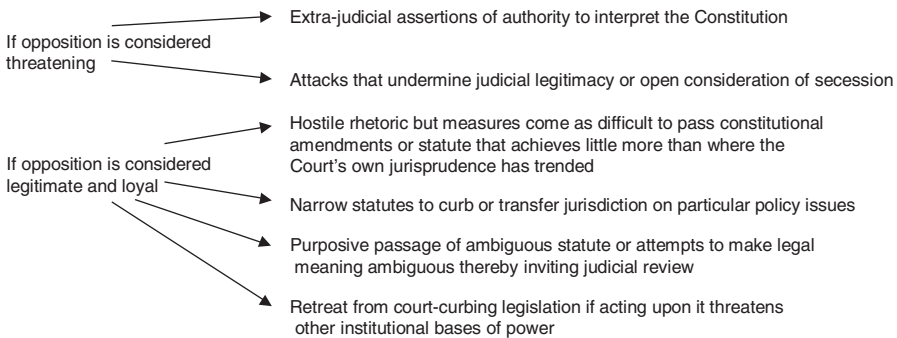 Extra-judicial assertions of authority to interpret the Constitution
If opposition is considered
threatening
Attacks that undermine judicial legitimacy or open consideration of secession
Hostile rhetoric but measures come as difficult to pass constitutional
amendments or statute that achieves little more than where the
Court's own jurisprudence has trended
If opposition is considered
legitimate and loyal
Narrow statutes to curb or transfer jurisdiction on particular policy issues
Purposive passage of ambiguous statute or attempts to make legal
meaning ambiguous thereby inviting judicial review
Retreat from court-curbing legislation if acting upon it threatens
other institutional bases of power